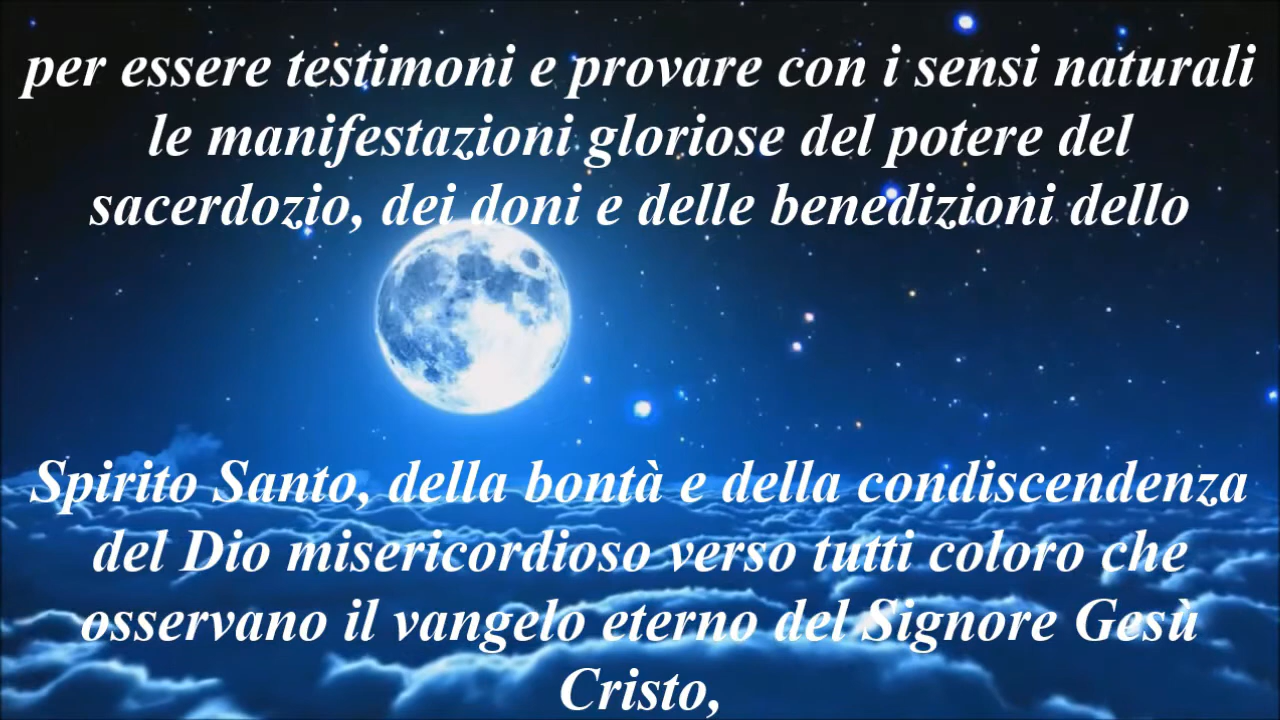 per essere testimoni e provare con i sensi naturali
le manifestazioni gloriose del potere del
sacerdozio, dei doni e delle benedizioni dello
Spirito Santo, della bontà e della condiscendenza
del Dio misericordioso verso tutti coloro che
osservano il vangelo eterno del Signore Gesù
Cristo,